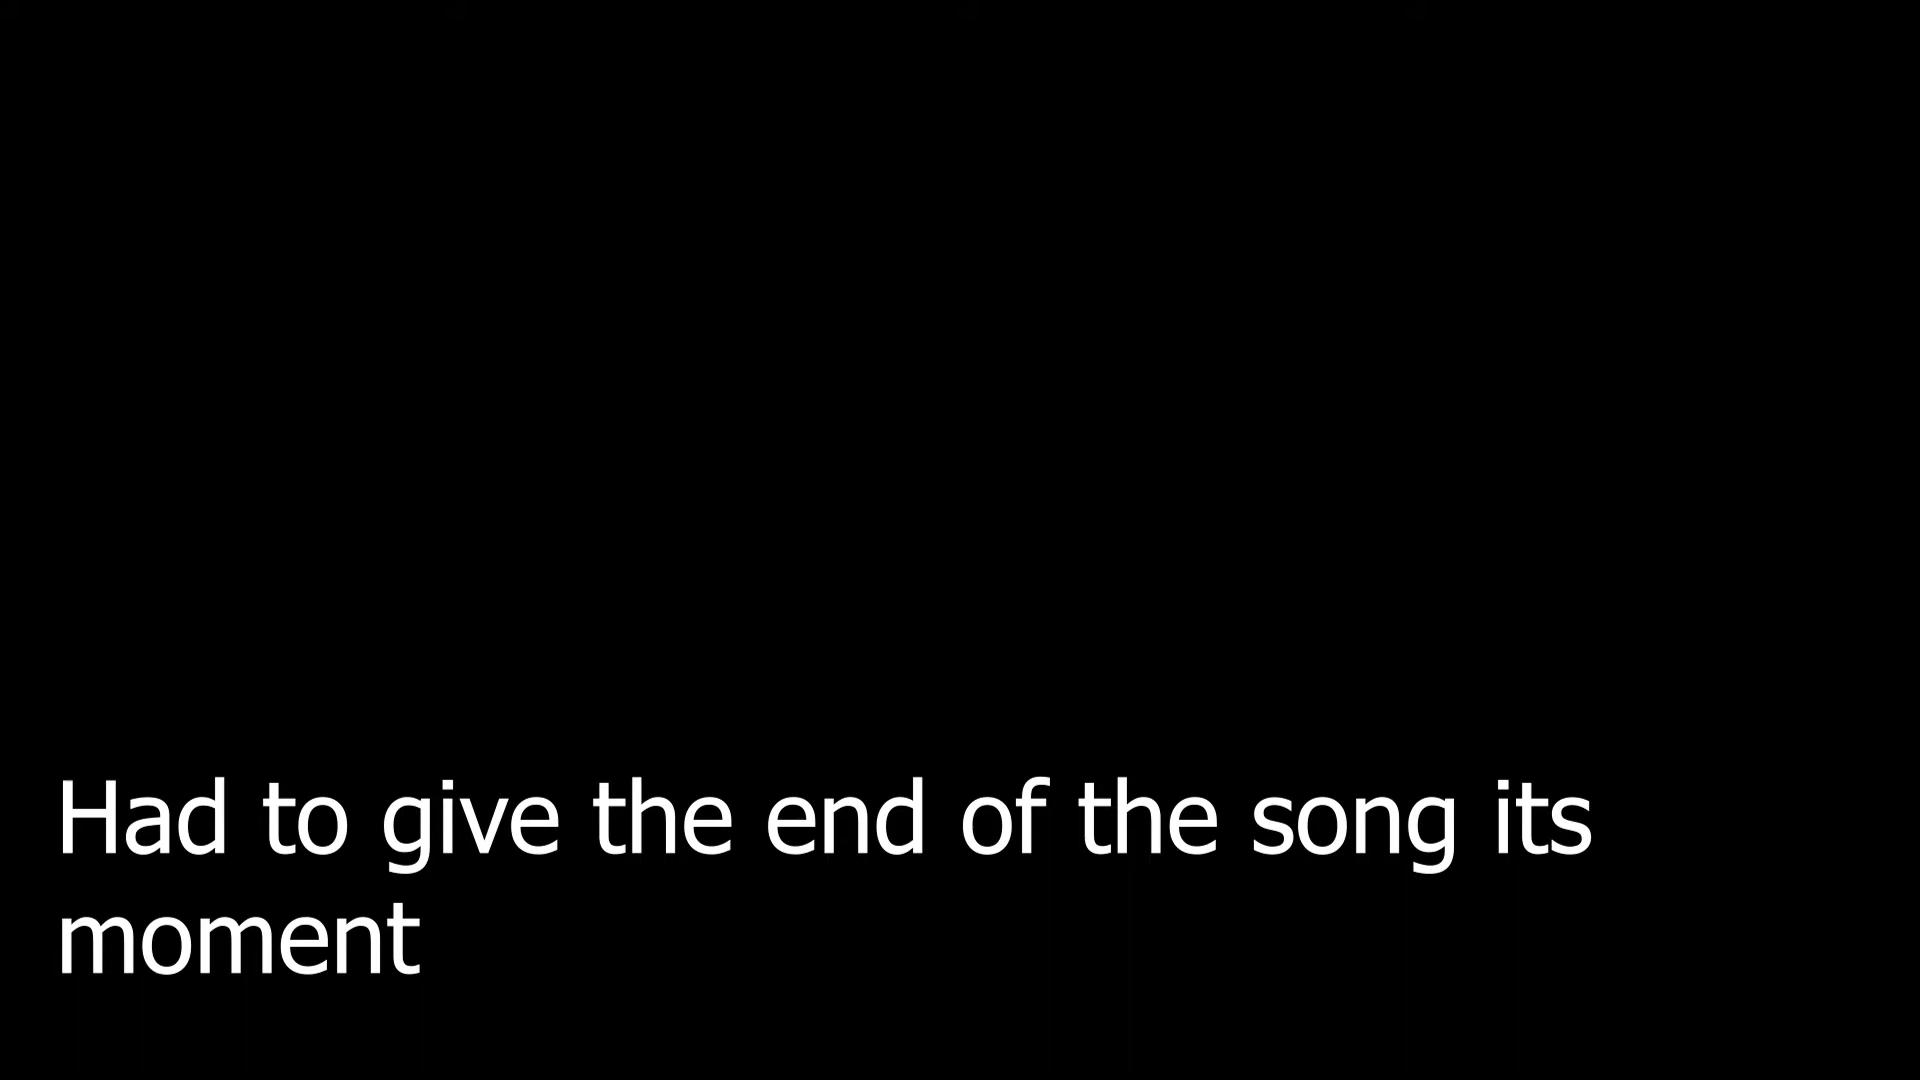 Had to give the end of the song its
moment